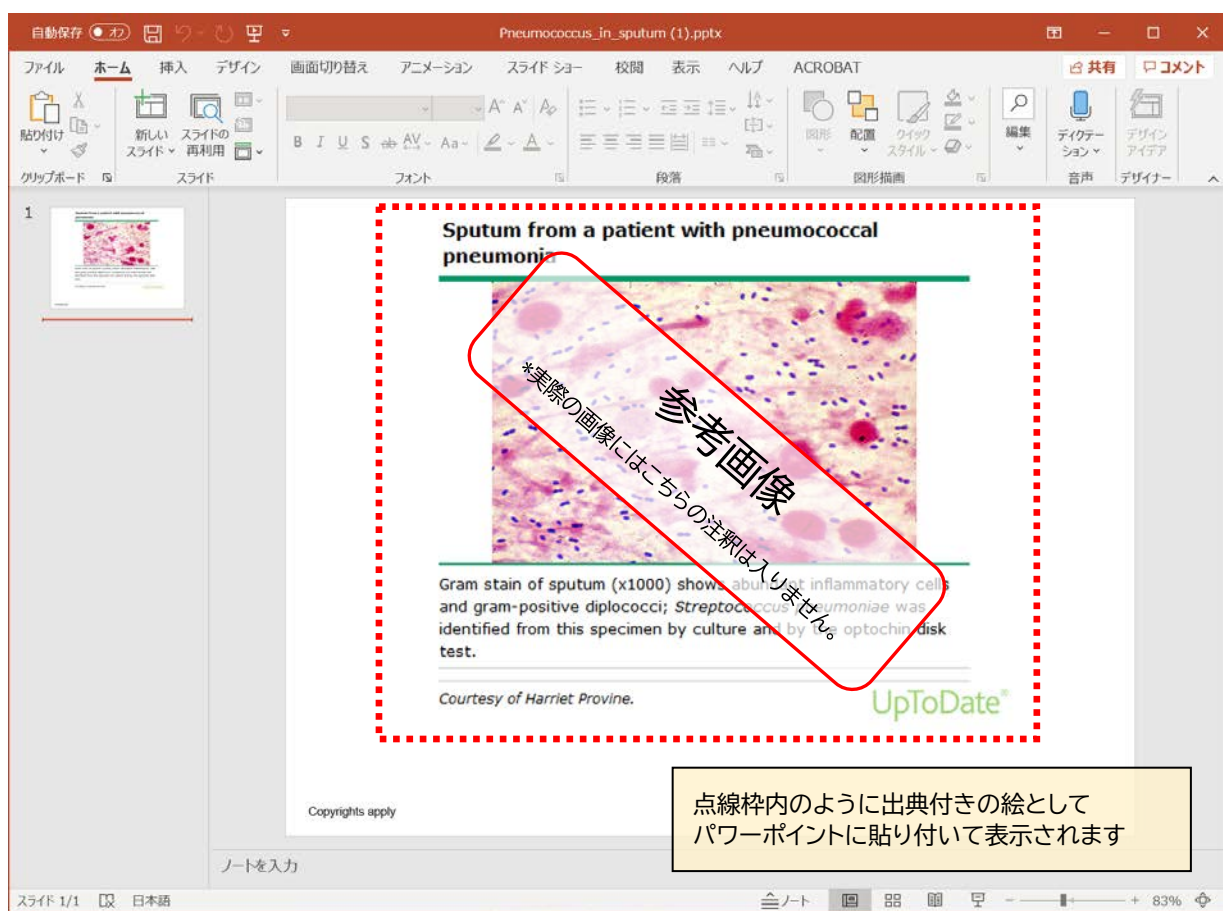 自動保存 オフ
Pneumococcus_in_sputum (1).pptx
ファイル ホーム 挿入 デザイン 画面切り替え アニメーション スライド ショー 校閲 表示 ヘルプ ACROBAT 共有 コメント
貼り付け
新しい スライド
スライドの 再利用
B I U S ab AV Aa A A
図形
配置
クイック スタイル
編集
ディクテーション
デザイン アイデア
クリップボード スライド フォント 段落 図形描画 音声 デザイナー
1
Sputum from a patient with pneumococcal
pneumonia
参考画像
*実際の画像にはこちらの注釈は入りません。
Gram stain of sputum (x1000) shows abundant inflammatory cells
and gram-positive diplococci; Streptococcus pneumoniae was
identified from this specimen by culture and by the optochin disk
test.
Courtesy of Harriet Provine.
UpToDate®
Copyrights apply
点線枠内のように出典付きの絵として
パワーポイントに貼り付いて表示されます
ノートを入力
スライド 1/1 日本語 ノート 83%